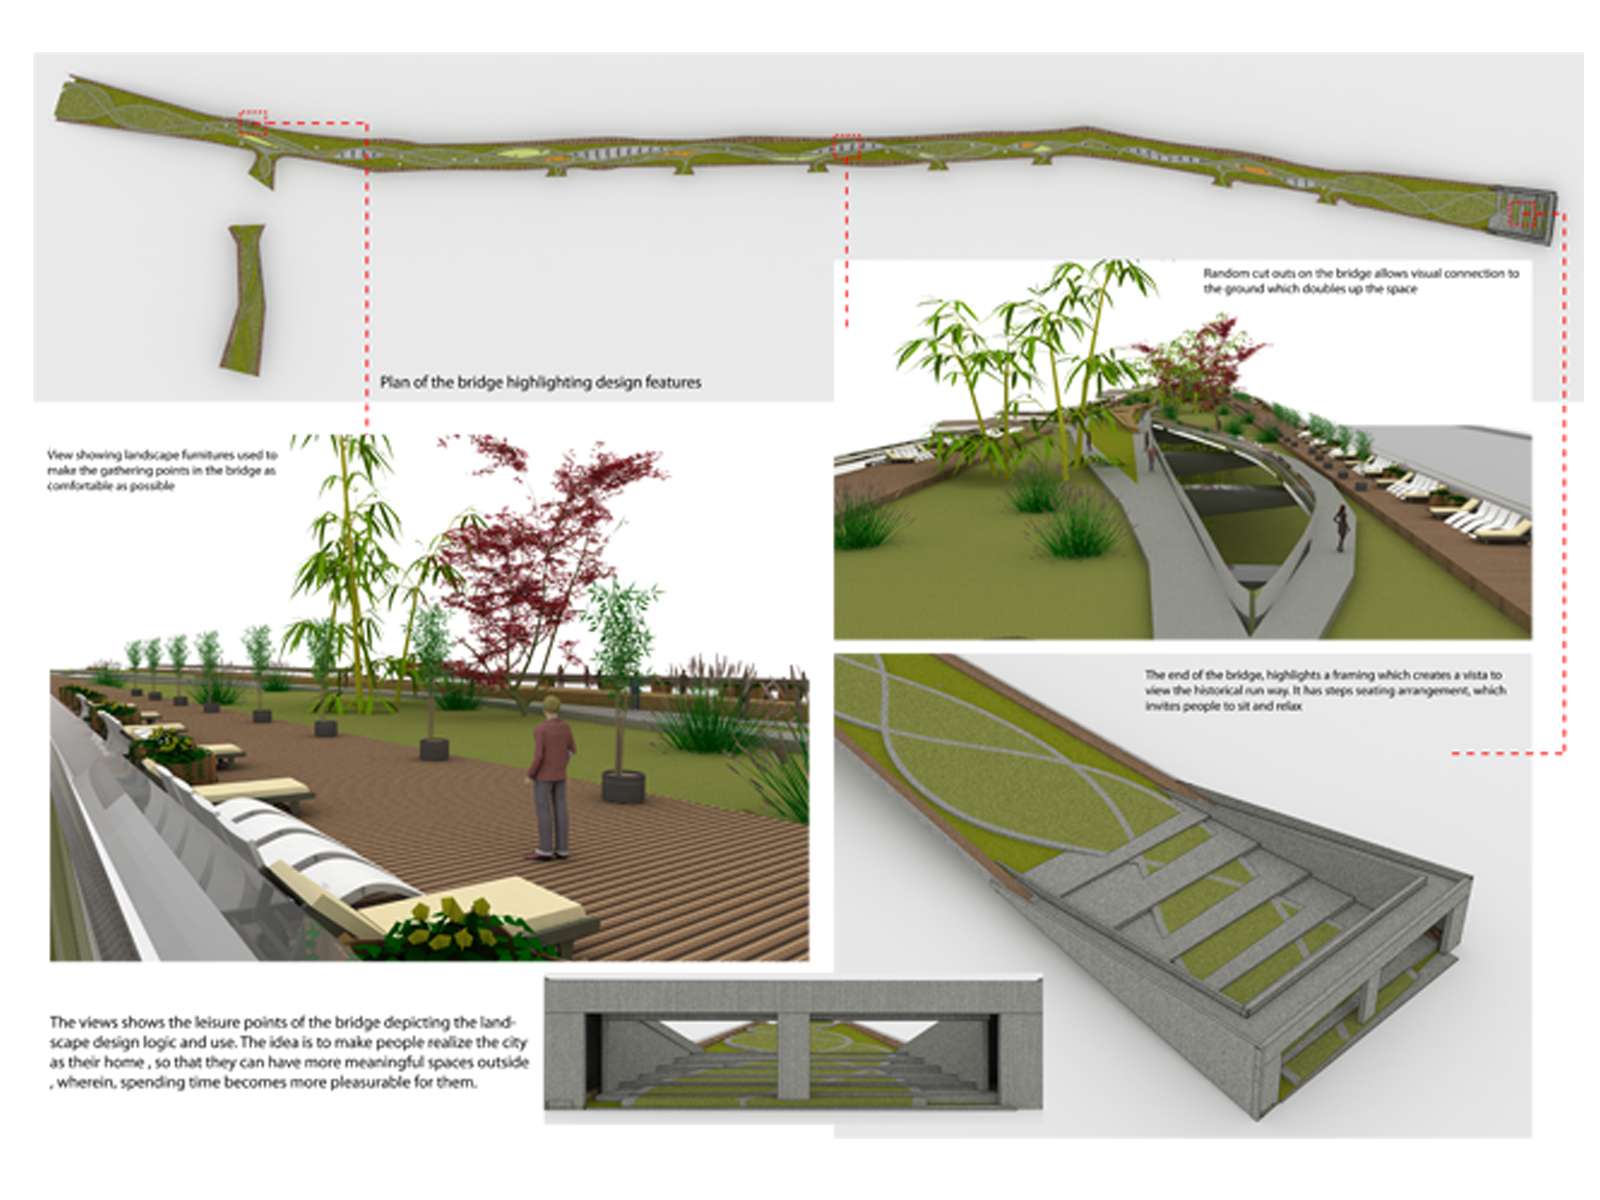 Random cut outs on the bridge allows visual connection to
the ground which doubles up the space
Plan of the bridge highlighting design features
View showing landscape furnitures used to
make the gathering points in the bridge as
comfortable as possible
The end of the bridge, highlights a framing which creates a vista to
view the historical run way. It has steps seating arrangement, which
invites people to sit and relax
The views shows the leisure points of the bridge depicting the land-
scape design logic and use. The idea is to make people realize the city
as their home , so that they can have more meaningful spaces outside
, wherein, spending time becomes more pleasurable for them.